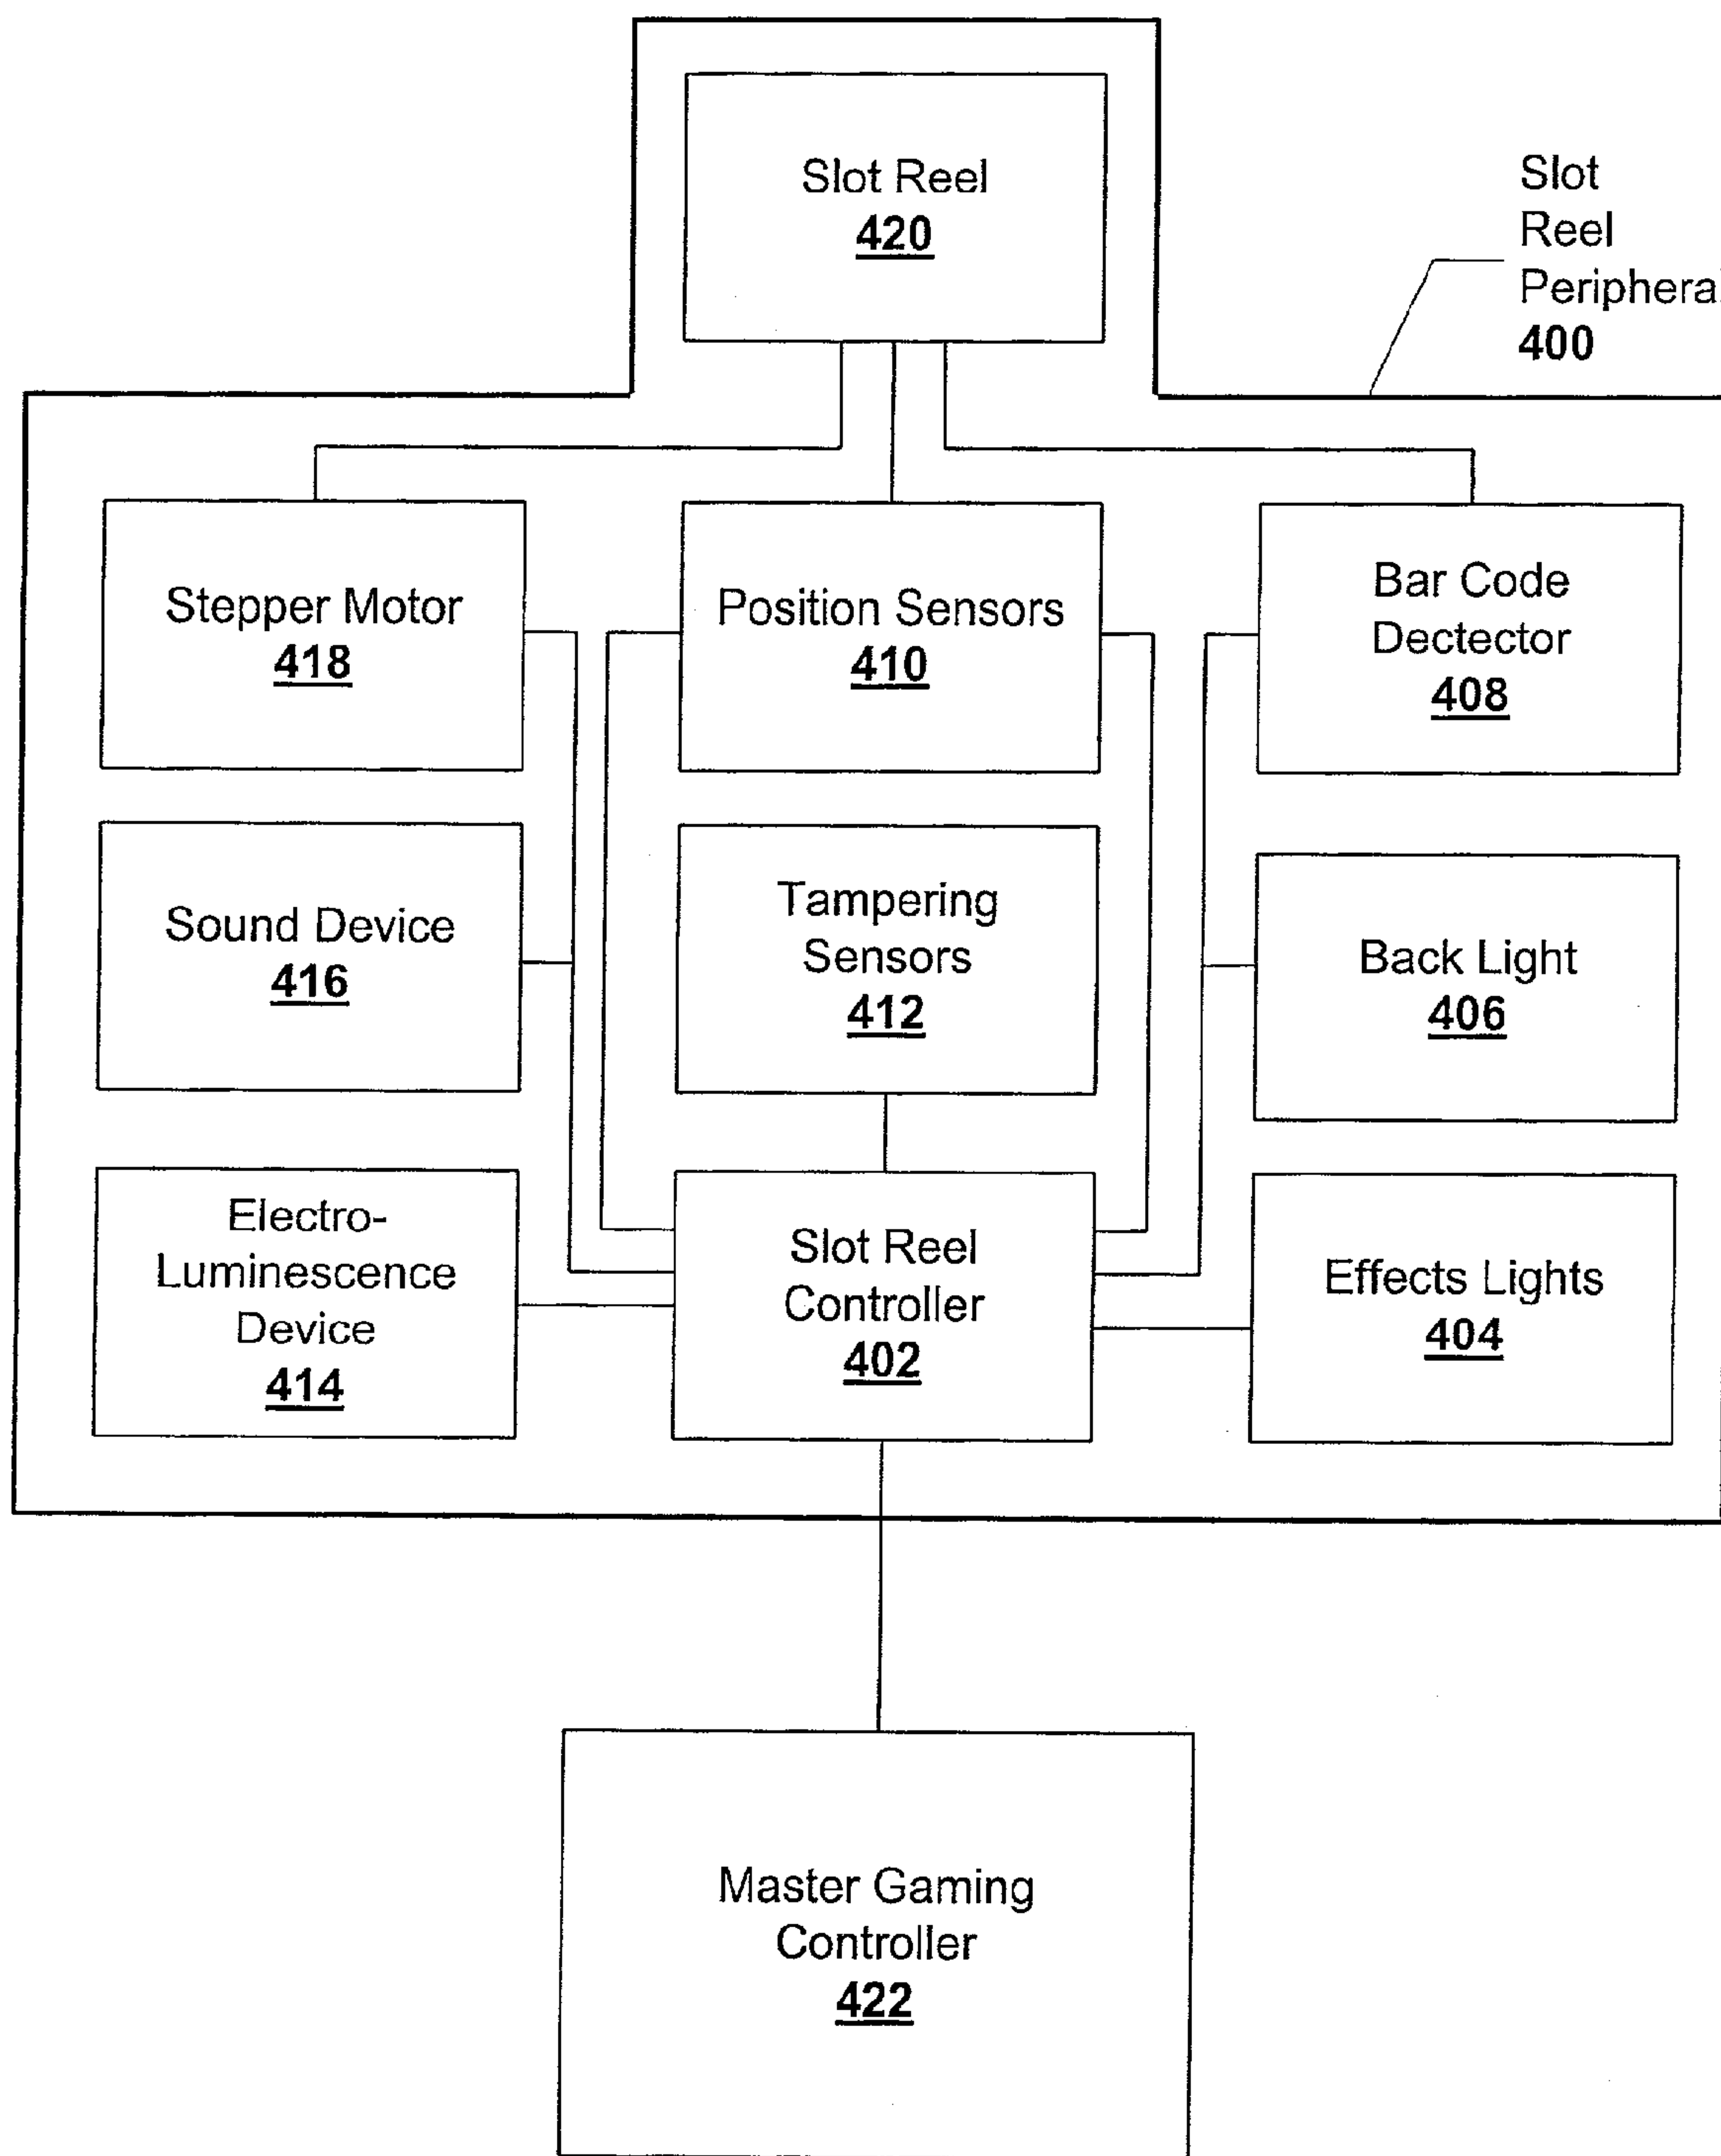 Slot Reel
420
Slot
Reel
Peripheral
400
Stepper Motor
418
Position Sensors
410
Bar Code
Dectector
408
Sound Device
416
Tampering
Sensors
412
Back Light
406
Electro-
Luminescence
Device
414
Slot Reel
Controller
402
Effects Lights
404
Master Gaming
Controller
422